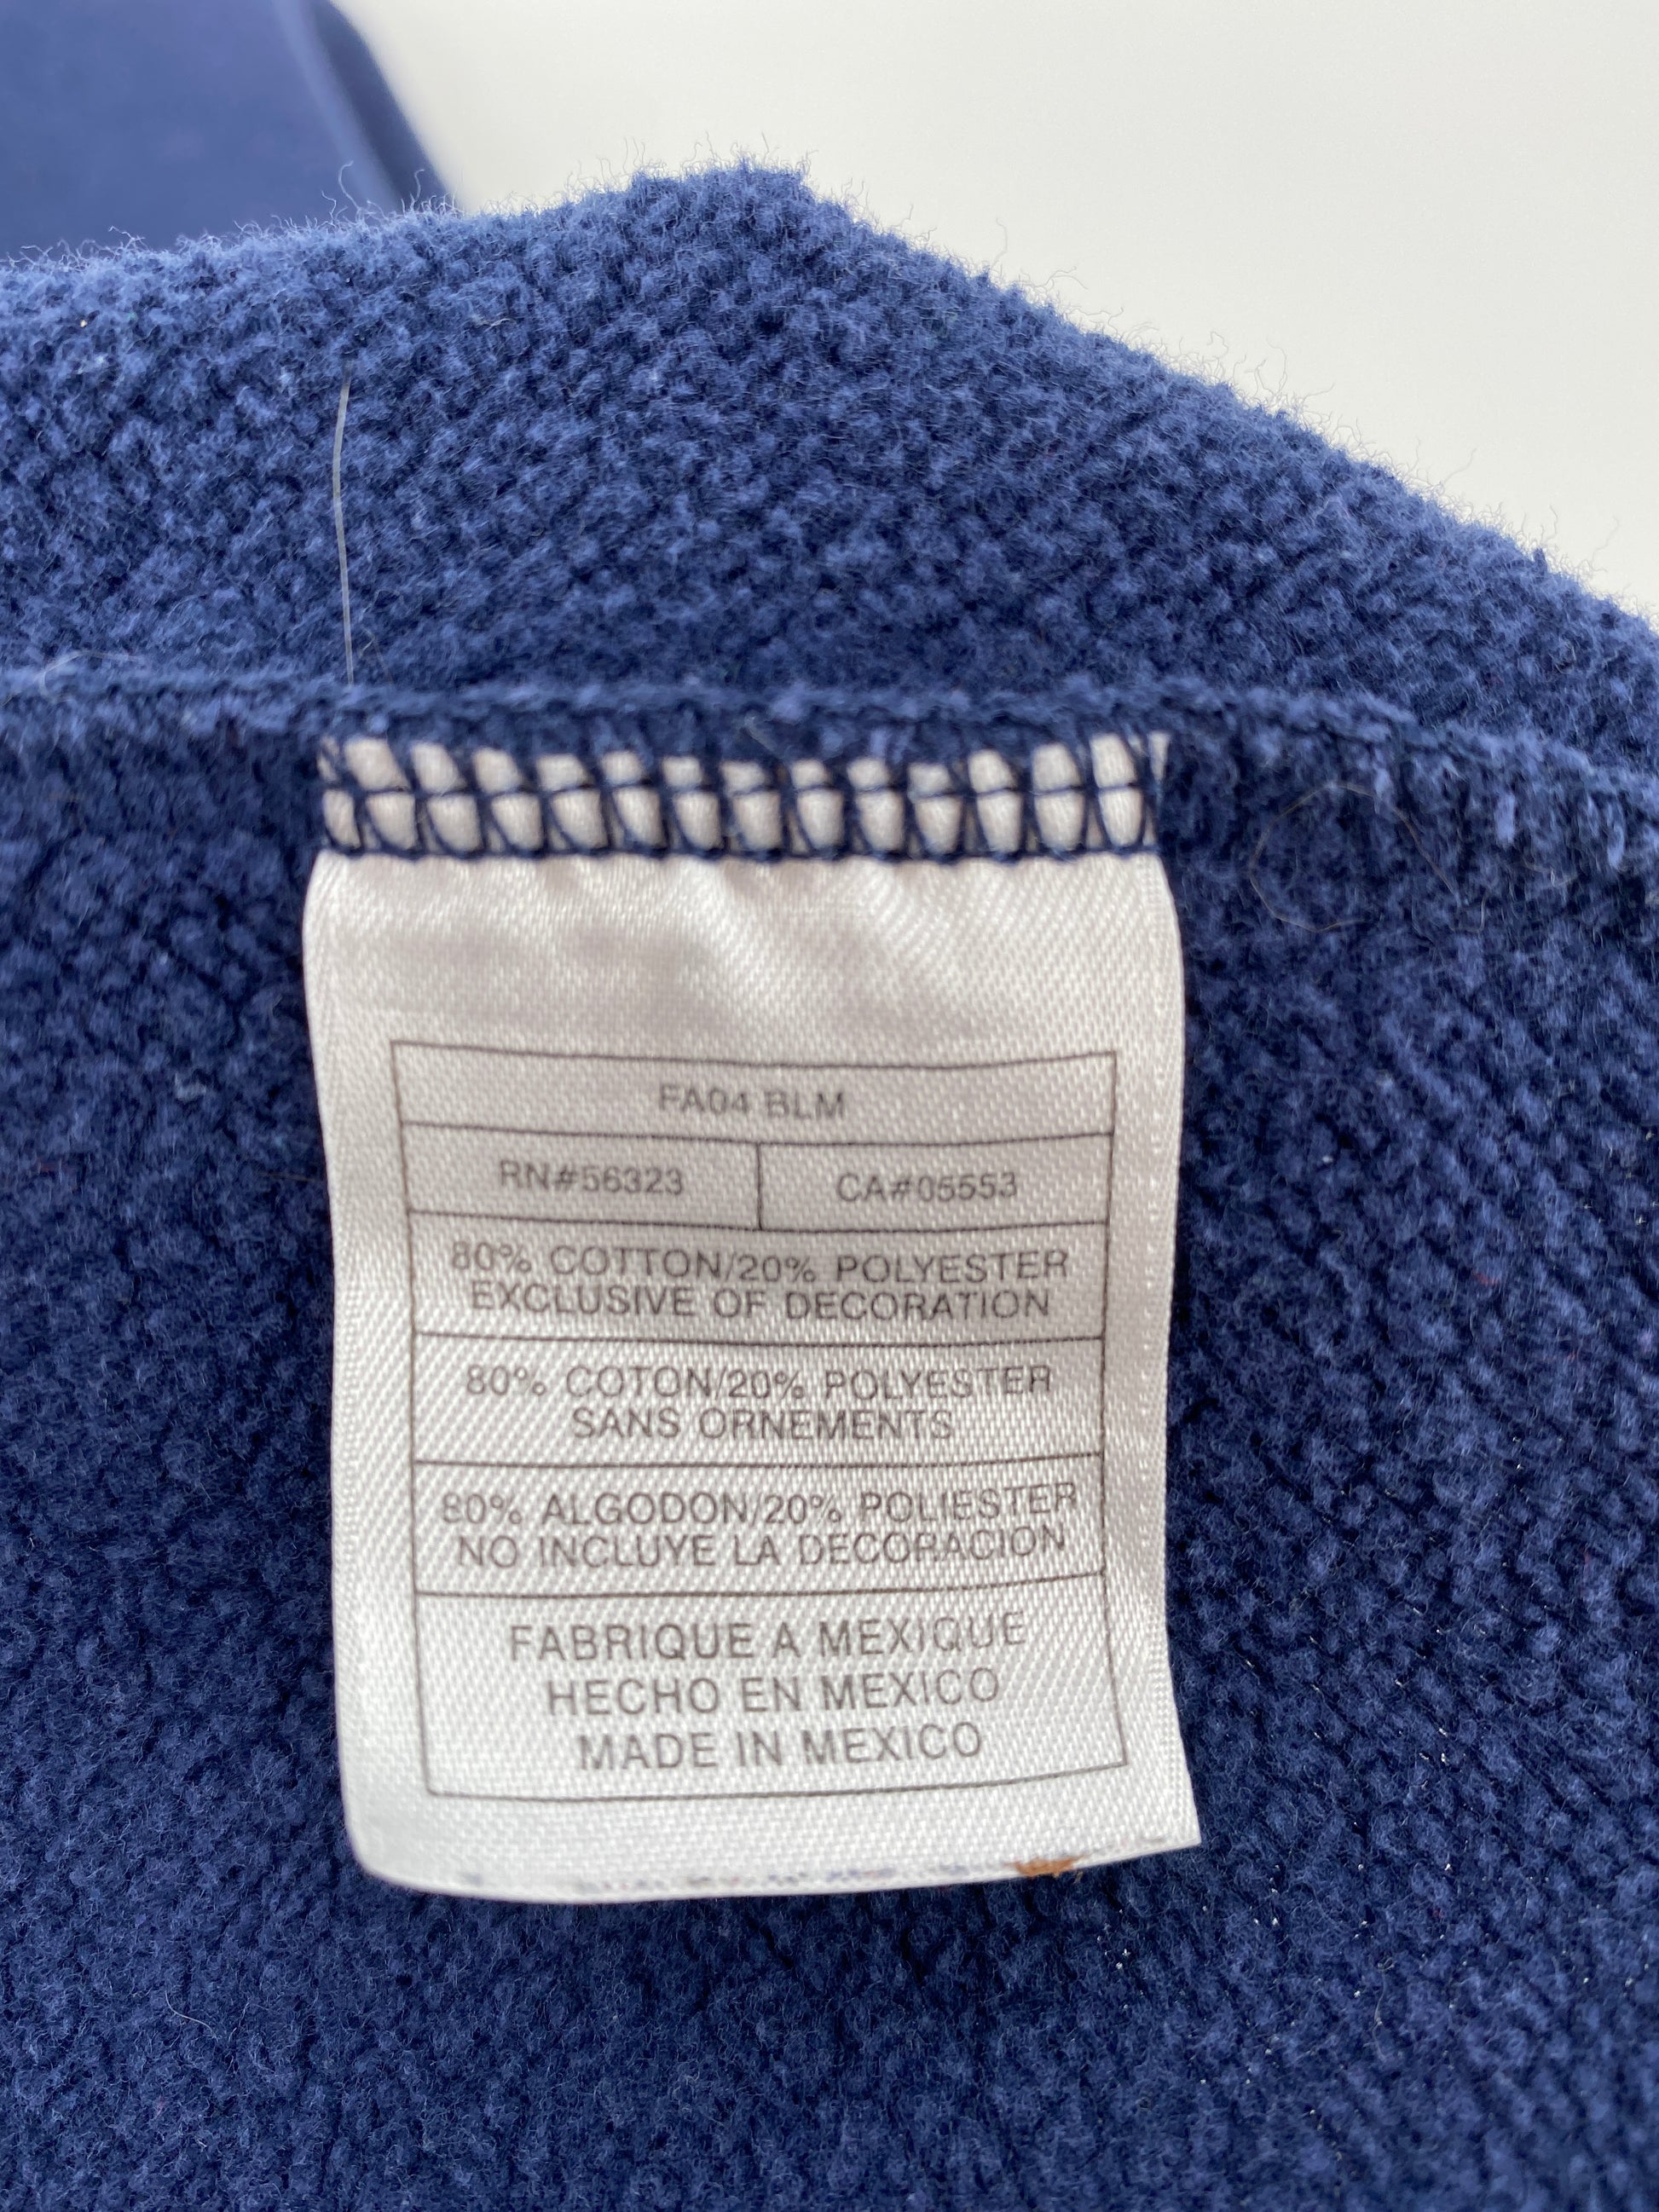 FA04 BLM
RN#56323 CA#05553
80% COTTON/20% POLYESTER
EXCLUSIVE OF DECORATION
80% COTON/20% POLYESTER
SANS ORNEMENTS
80% ALGODON/20% POLIESTER
NO INCLUYE LA DECORACION
FABRIQUE A MEXIQUE
HECHO EN MEXICO
MADE IN MEXICO